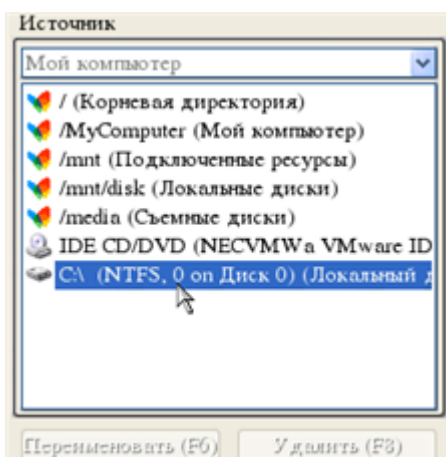 Источник
Мой компьютер
/ (Корневая директория)
/MyComputer (Мой компьютер)
/mnt (Подключенные ресурсы)
/mnt/disk (Локальные диски)
/media (Съемные диски)
IDE CD/DVD (NECVMWa VMware ID
C:\ (NTFS, 0 on Диск 0) (Локальный д
Переименовать (F6)
Удалить (F8)